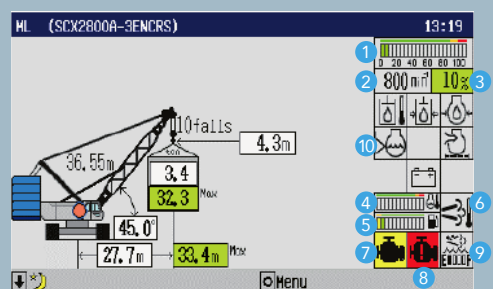 ML (SCX2800A-3ENCRS) 13:19
1
0 20 40 60 80 100
2 800 min⁻¹ 10% 3
10falls
4.3m
10
36.55m
ton
3.4
32.3 Max
4
6
5
45.0°
27.7m 33.4m Max
7
9
8
Menu